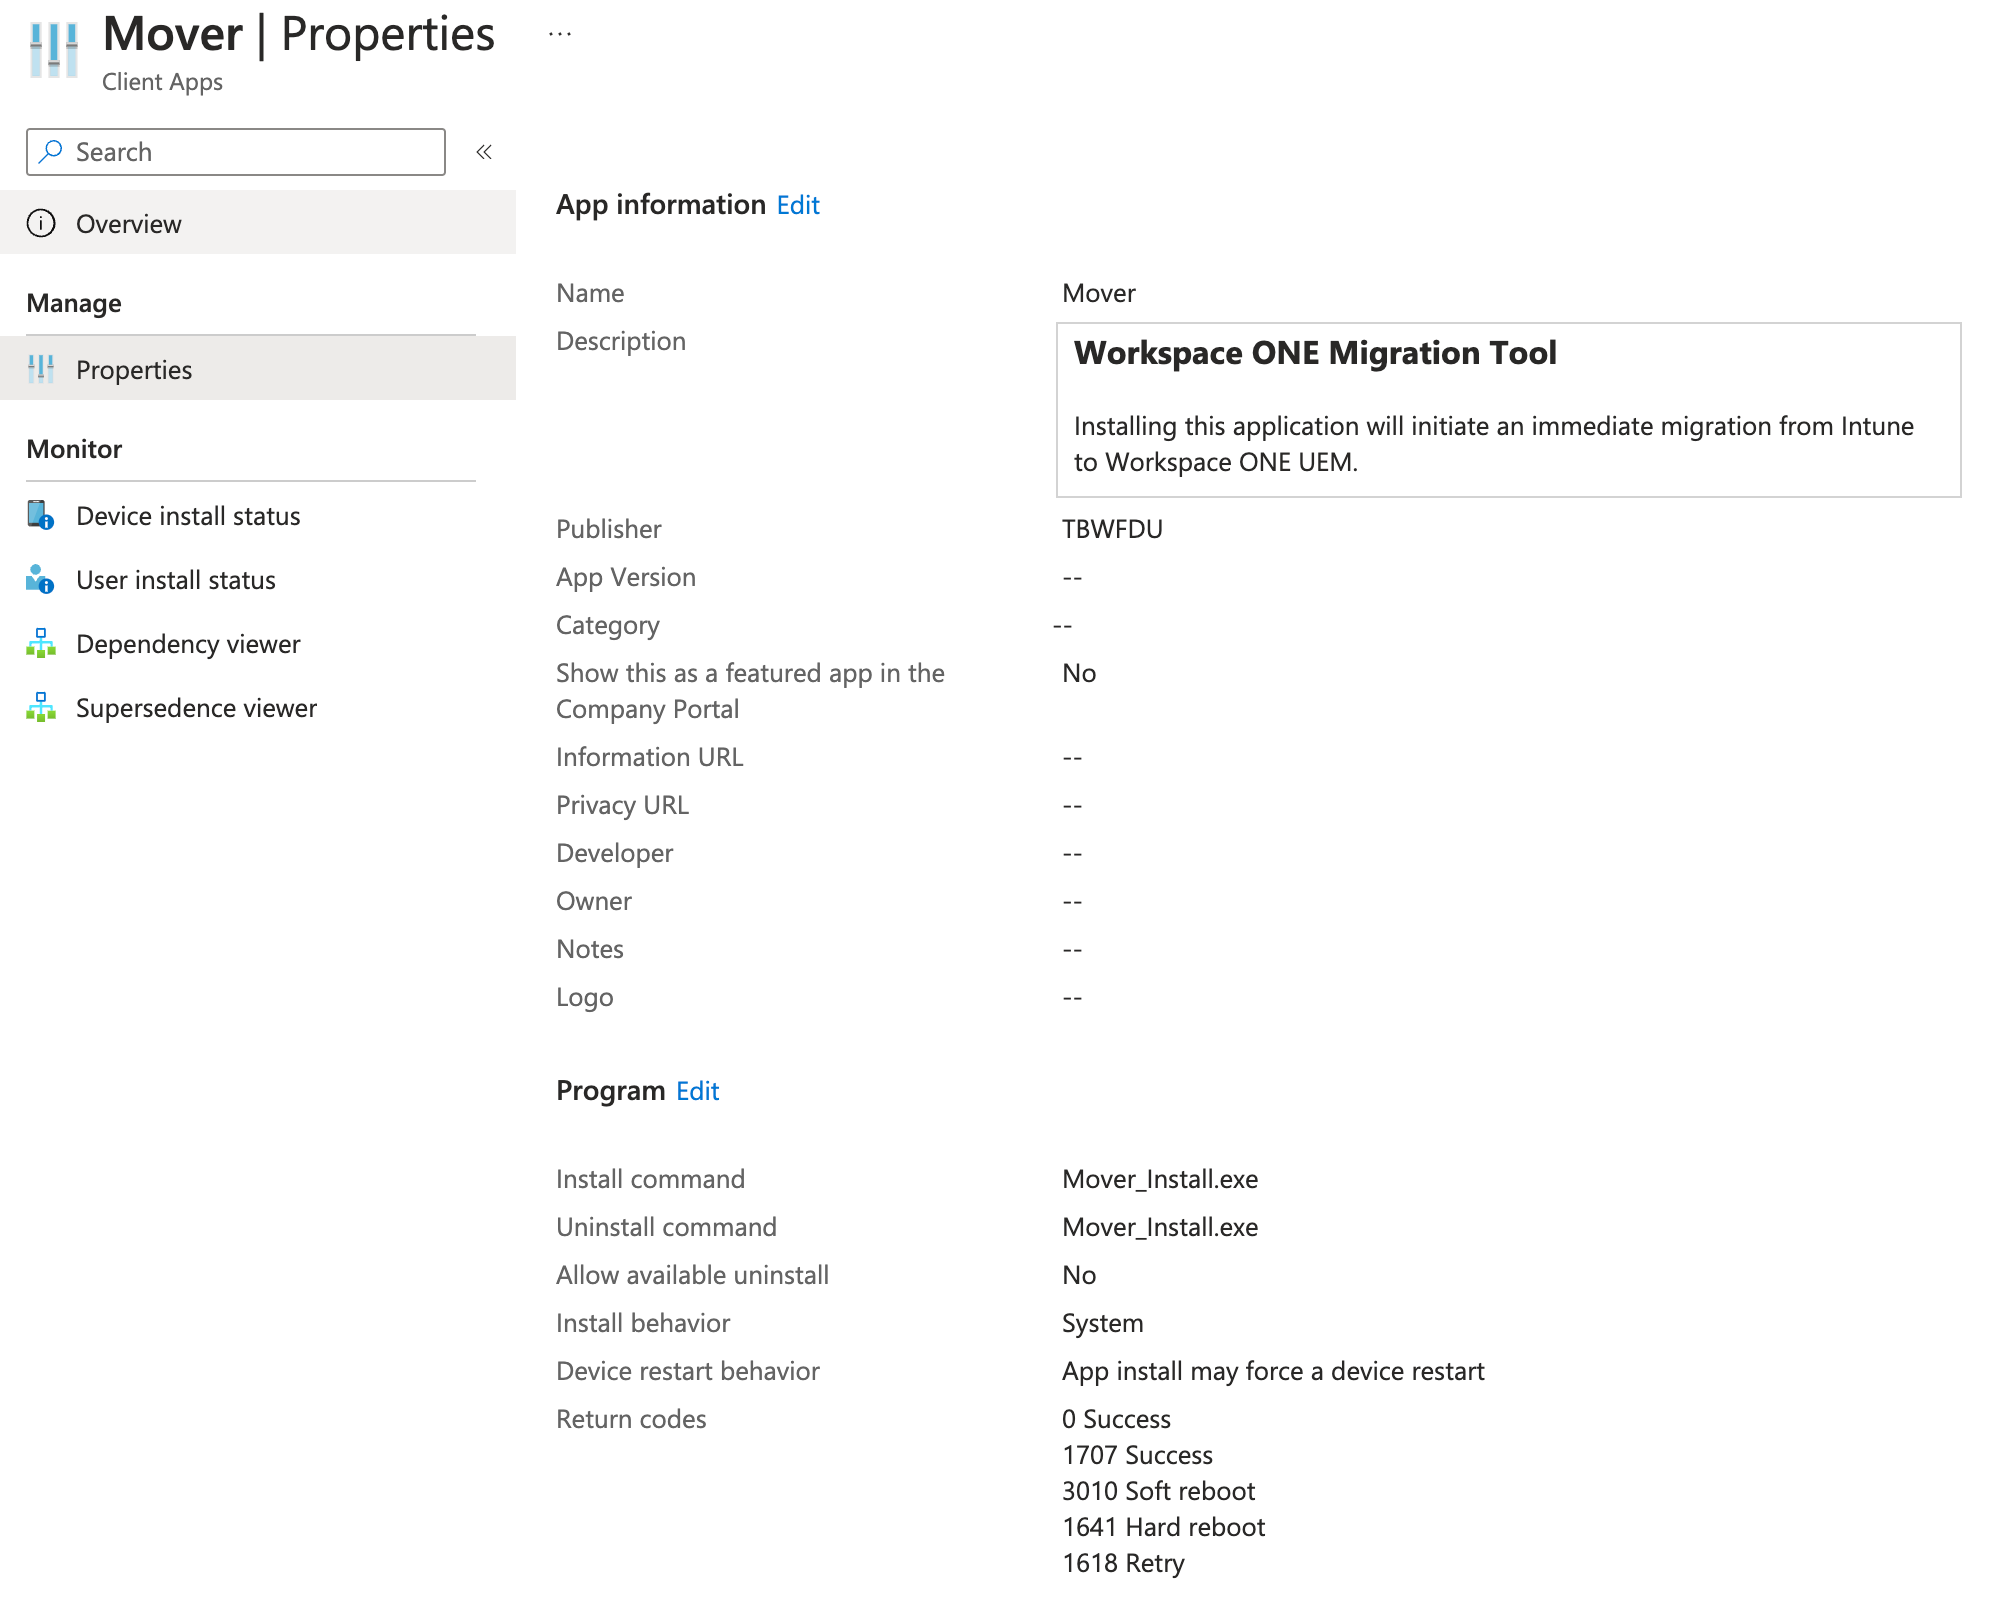 Mover | Properties ...
Client Apps
Search «
Overview
Manage
Properties
Monitor
Device install status
User install status
Dependency viewer
Supersedence viewer
App information Edit
Name Mover
Description
Workspace ONE Migration Tool
Installing this application will initiate an immediate migration from Intune
to Workspace ONE UEM.
Publisher TBWFDU
App Version --
Category --
Show this as a featured app in the No
Company Portal
Information URL --
Privacy URL --
Developer --
Owner --
Notes --
Logo --
Program Edit
Install command Mover_Install.exe
Uninstall command Mover_Install.exe
Allow available uninstall No
Install behavior System
Device restart behavior App install may force a device restart
Return codes 0 Success
1707 Success
3010 Soft reboot
1641 Hard reboot
1618 Retry